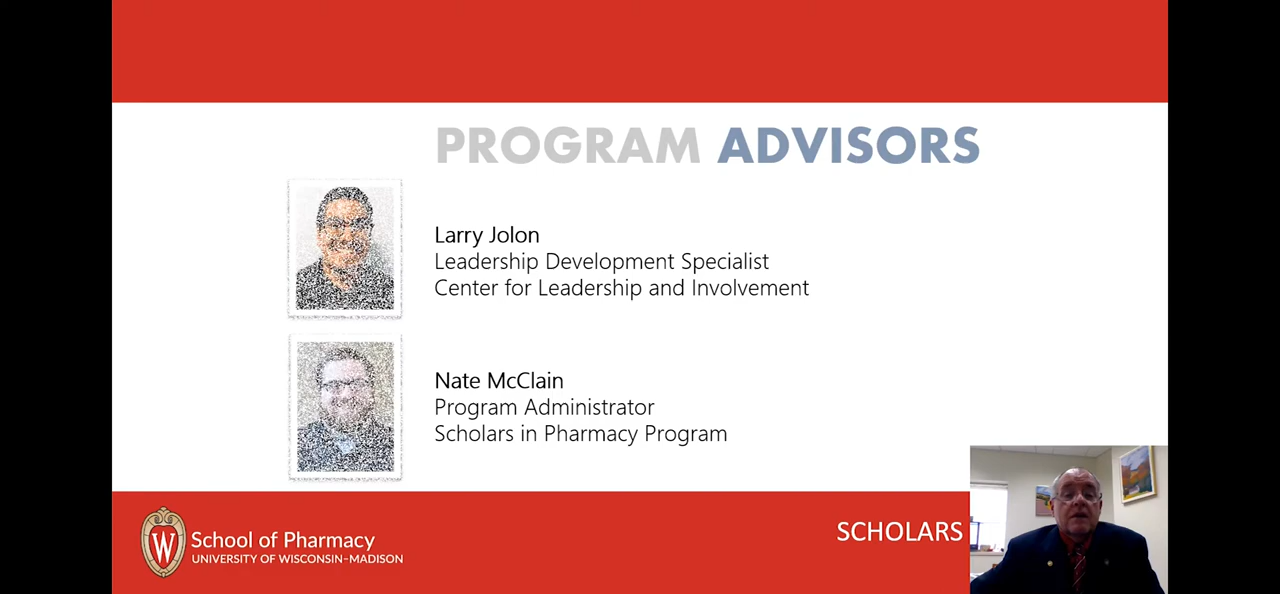 PROGRAM ADVISORS
Larry Jolon
Leadership Development Specialist
Center for Leadership and Involvement
Nate McClain
Program Administrator
Scholars in Pharmacy Program
W
School of Pharmacy
UNIVERSITY OF WISCONSIN–MADISON
SCHOLARS